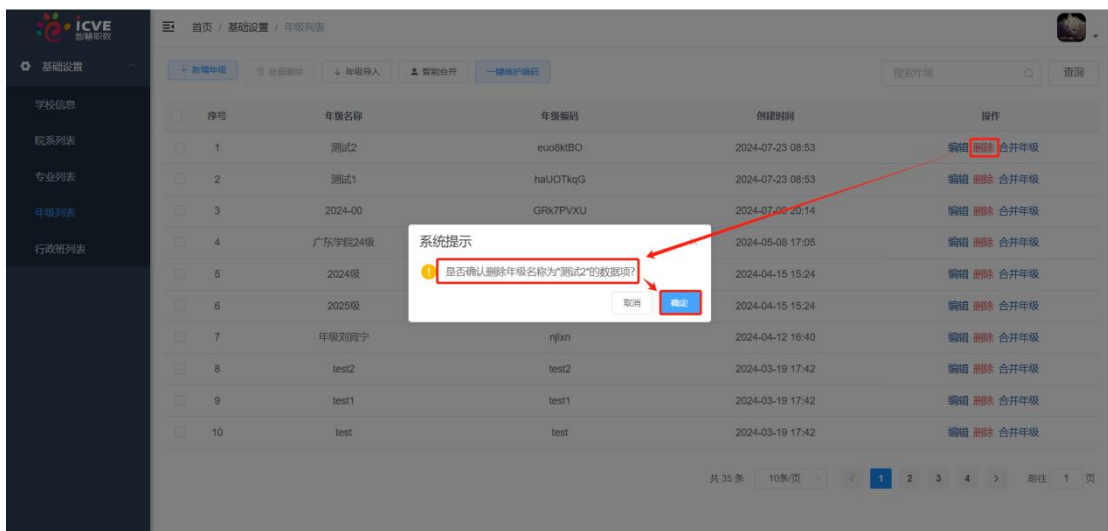 icve
智慧职教
首页 / 基础设置 / 年级列表
基础设置
学校信息
院系列表
专业列表
年级列表
行政班列表
+ 新增年级 批量删除 年级导入 智能合并 一键维护编码 搜索年级 查询
序号 年级名称 年级编码 创建时间 操作
1 测试2 euo8ktBO 2024-07-23 08:53 编辑 删除 合并年级
2 测试1 haUOTkqG 2024-07-23 08:53 编辑 删除 合并年级
3 2024-00 GRk7PVXU 2024-07-08 20:14 编辑 删除 合并年级
4 广东学院24级 2024-05-08 17:05 编辑 删除 合并年级
5 2024级 2024-04-15 15:24 编辑 删除 合并年级
6 2025级 2024-04-15 15:24 编辑 删除 合并年级
7 njlxn 2024-04-12 16:40 编辑 删除 合并年级
8 test2 test2 2024-03-19 17:42 编辑 删除 合并年级
9 test1 test1 2024-03-19 17:42 编辑 删除 合并年级
10 test test 2024-03-19 17:42 编辑 删除 合并年级
系统提示
是否确认删除年级名称为"测试2"的数据项?
取消 确定
共 35 条 10条/页 < 1 2 3 4 > 前往 1 页